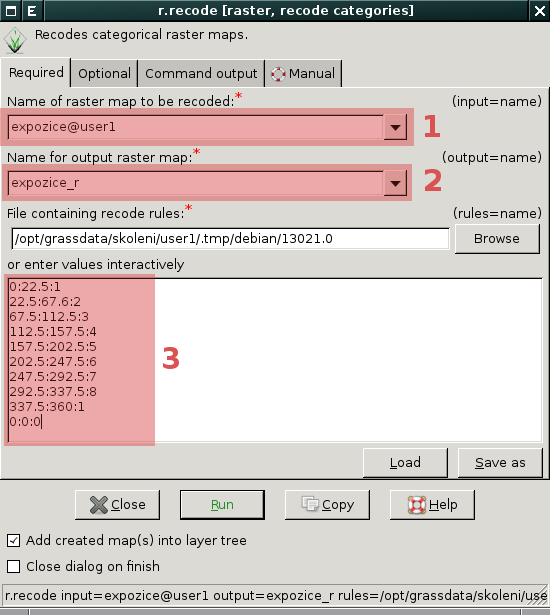 r.recode [raster, recode categories]
Recodes categorical raster maps.
Required Optional Command output Manual
Name of raster map to be recoded:* (input=name)
expozice@user1 1
Name for output raster map:* (output=name)
expozice_r 2
File containing recode rules:* (rules=name)
/opt/grassdata/skoleni/user1/.tmp/debian/13021.0 Browse
or enter values interactively
0:22.5:1
22.5:67.6:2
67.5:112.5:3
112.5:157.5:4
157.5:202.5:5
202.5:247.5:6
247.5:292.5:7
292.5:337.5:8
337.5:360:1
0:0:0
3
Load Save as
Close Run Copy Help
Add created map(s) into layer tree
Close dialog on finish
r.recode input=expozice@user1 output=expozice_r rules=/opt/grassdata/skoleni/use